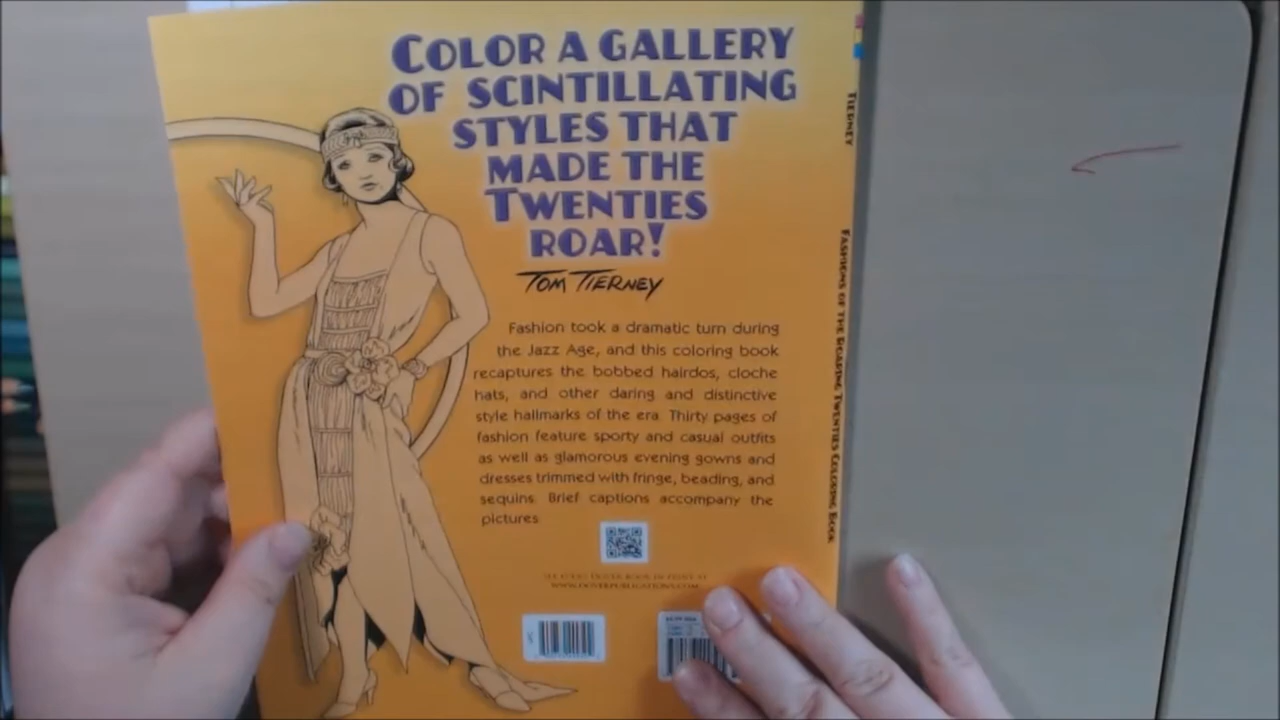 COLOR A GALLERY
OF SCINTILLATING
STYLES THAT
MADE THE
TWENTIES
ROAR!
TOM TIERNEY
Fashion took a dramatic turn during
the Jazz Age, and this coloring book
recaptures the bobbed hairdos, cloche
hats, and other daring and distinctive
style hallmarks of the era. Thirty pages of
fashion feature sporty and casual outfits
as well as glamorous evening gowns and
dresses trimmed with fringe, beading, and
sequins. Brief captions accompany the
pictures.
WWW.DOVERPUBLICATIONS.COM
TIERNEY
FASHIONS OF THE ROARING TWENTIES COLORING BOOK